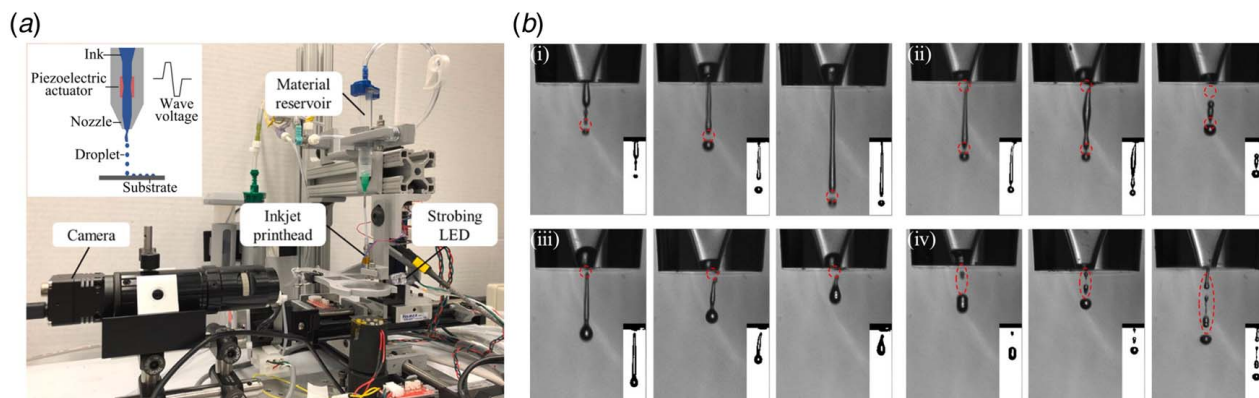 (a)
(b)
Ink
Piezoelectric
actuator
Wave
voltage
Nozzle
Droplet
Substrate
Material
reservoir
Camera
Inkjet
printhead
Strobing
LED
(i)
(ii)
(iii)
(iv)